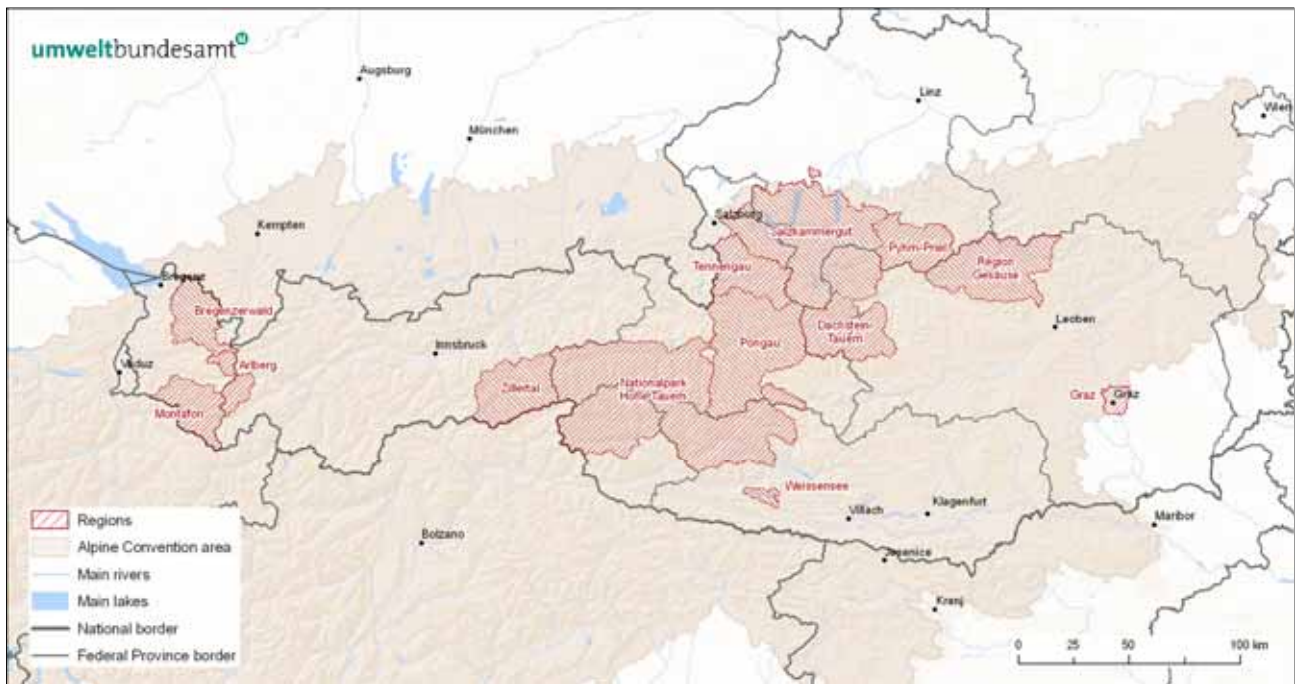 umweltbundesamt
Augsburg
Linz
Wien
München
Salzburg
Kempten
Salzkammergut
Pyhrn-Priel
Tennengau
Region
Gesäuse
Bregenz
Bregenzerwald
Leoben
Dachstein-
Tauern
Pongau
Innsbruck
Arlberg
Vaduz
Zillertal
Nationalpark
Hohe Tauern
Montafon
Graz
Graz
Weissensee
Klagenfurt
Villach
Maribor
Bolzano
Jesenice
Kranj
Regions
Alpine Convention area
Main rivers
Main lakes
National border
Federal Province border
0 25 50 100 km